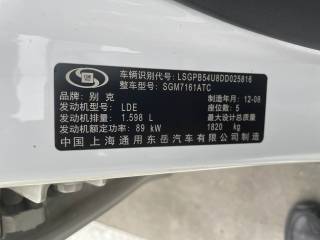 车辆识别代号: LSGPB54U8DD025816
整车型号: SGM7161ATC
品牌: 别克 制造年月: 12-08
发动机型号: LDE 座位数: 5
发动机排量: 1.598 L 最大设计总质量
发动机额定功率: 89 kW 1820 kg
中国上海通用东岳汽车有限公司制造